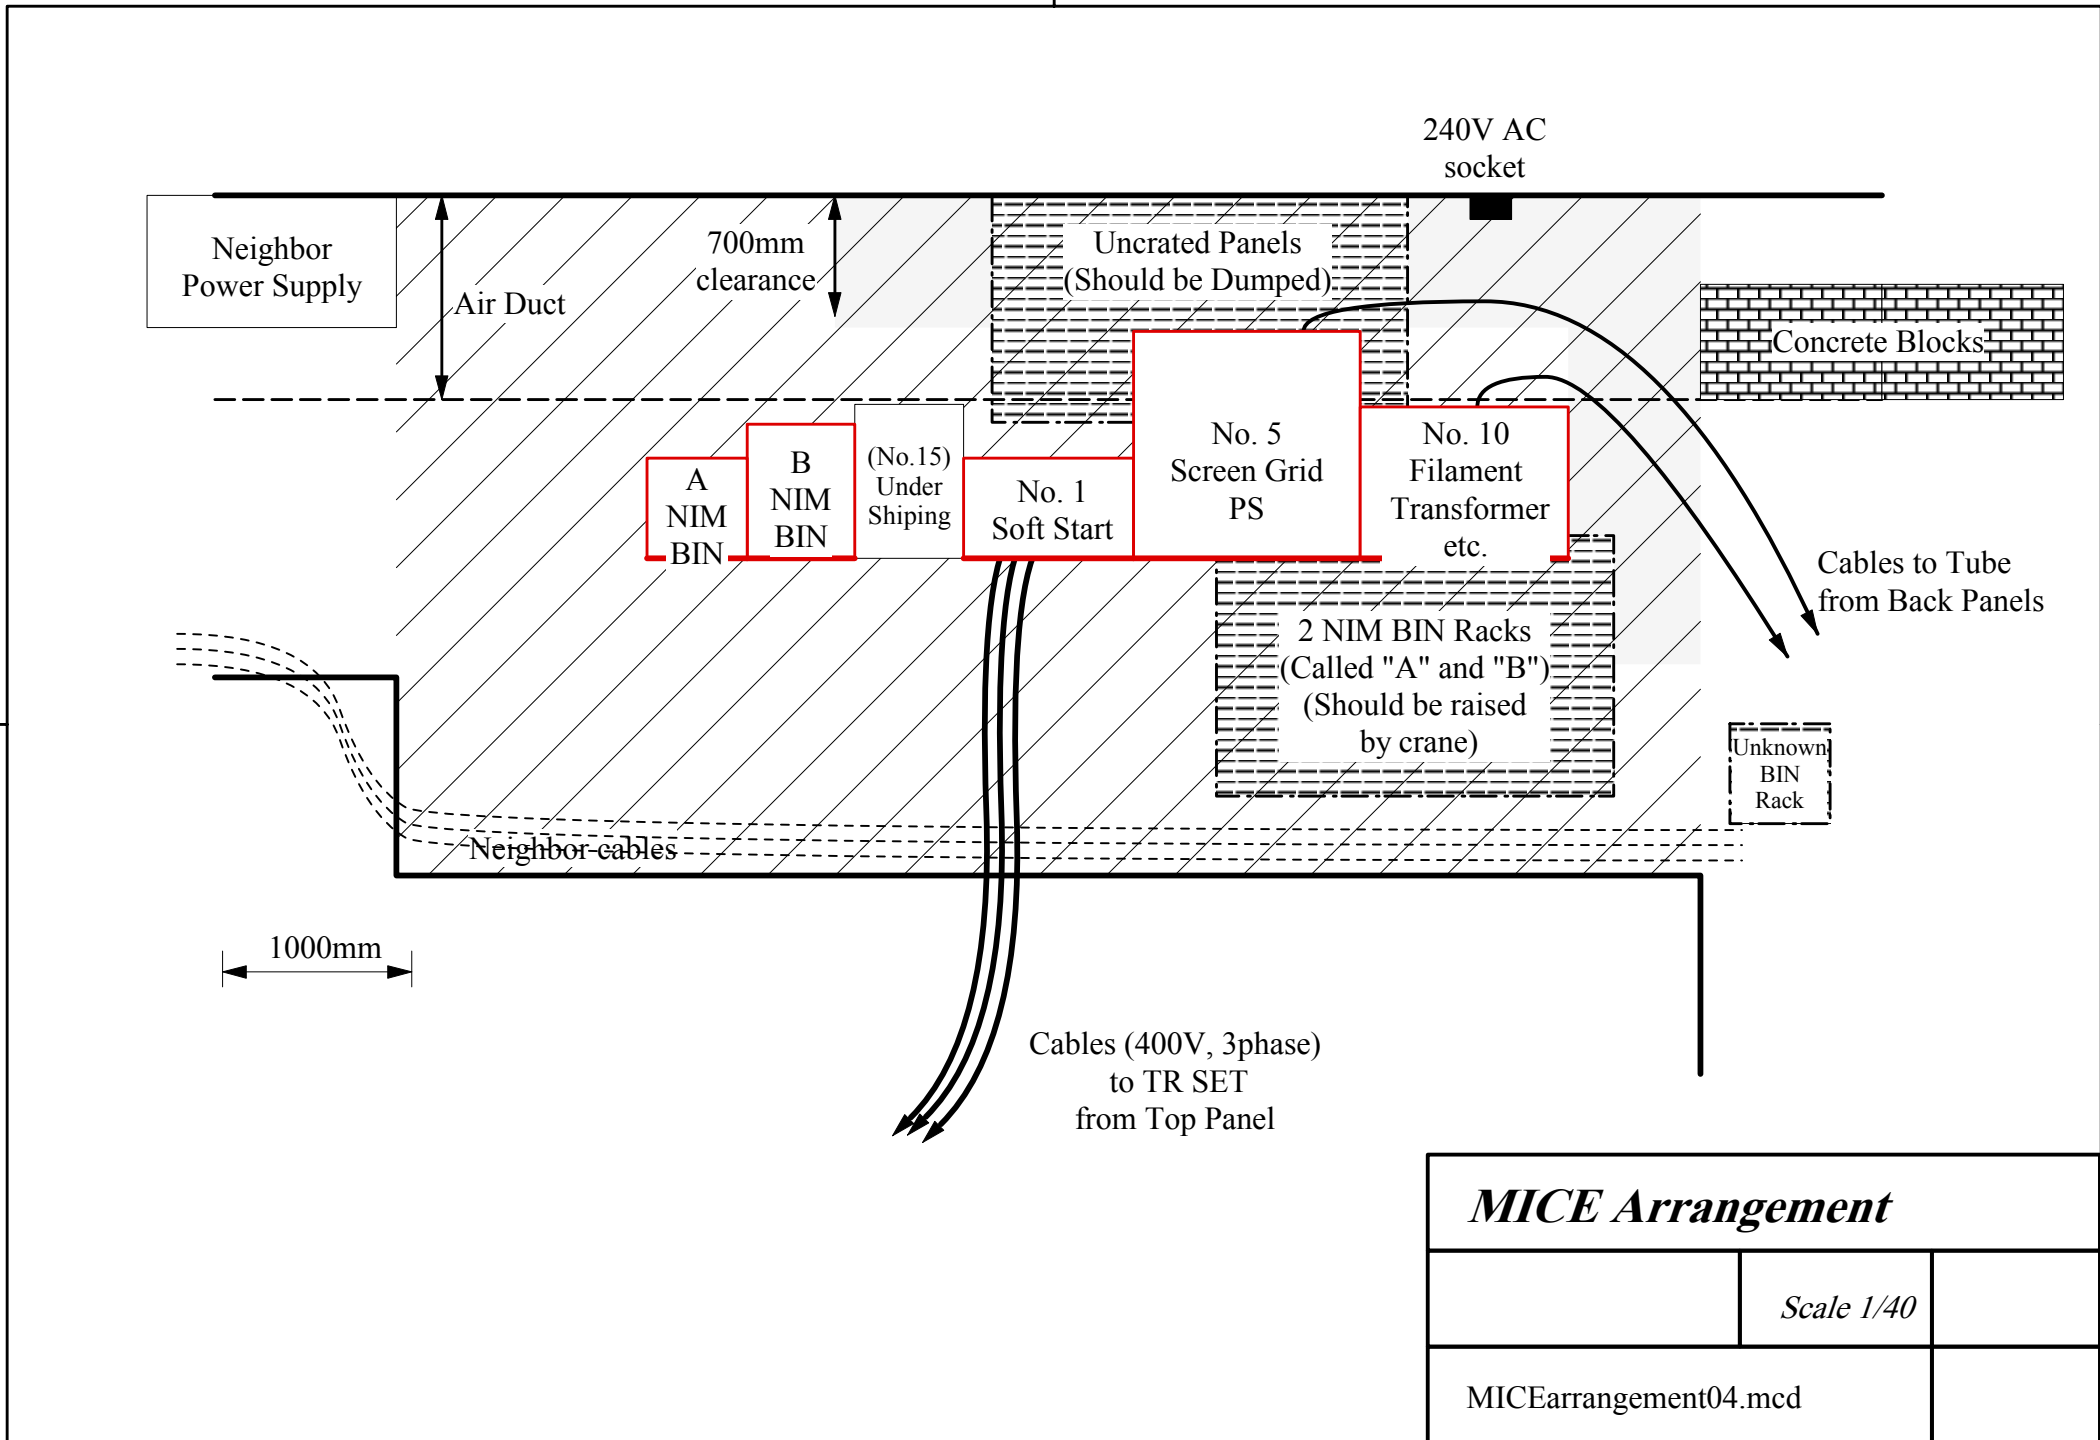 240V AC
socket
Neighbor
Power Supply
Air Duct
700mm
clearance
Uncrated Panels
(Should be Dumped)
Concrete Blocks
A
NIM
BIN
B
NIM
BIN
(No.15)
Under
Shiping
No. 1
Soft Start
No. 5
Screen Grid
PS
No. 10
Filament
Transformer
etc.
Cables to Tube
from Back Panels
2 NIM BIN Racks
(Called "A" and "B")
(Should be raised
by crane)
Unknown
BIN
Rack
Neighbor cables
1000mm
Cables (400V, 3phase)
to TR SET
from Top Panel
MICE Arrangement
Scale 1/40
MICEarrangement04.mcd